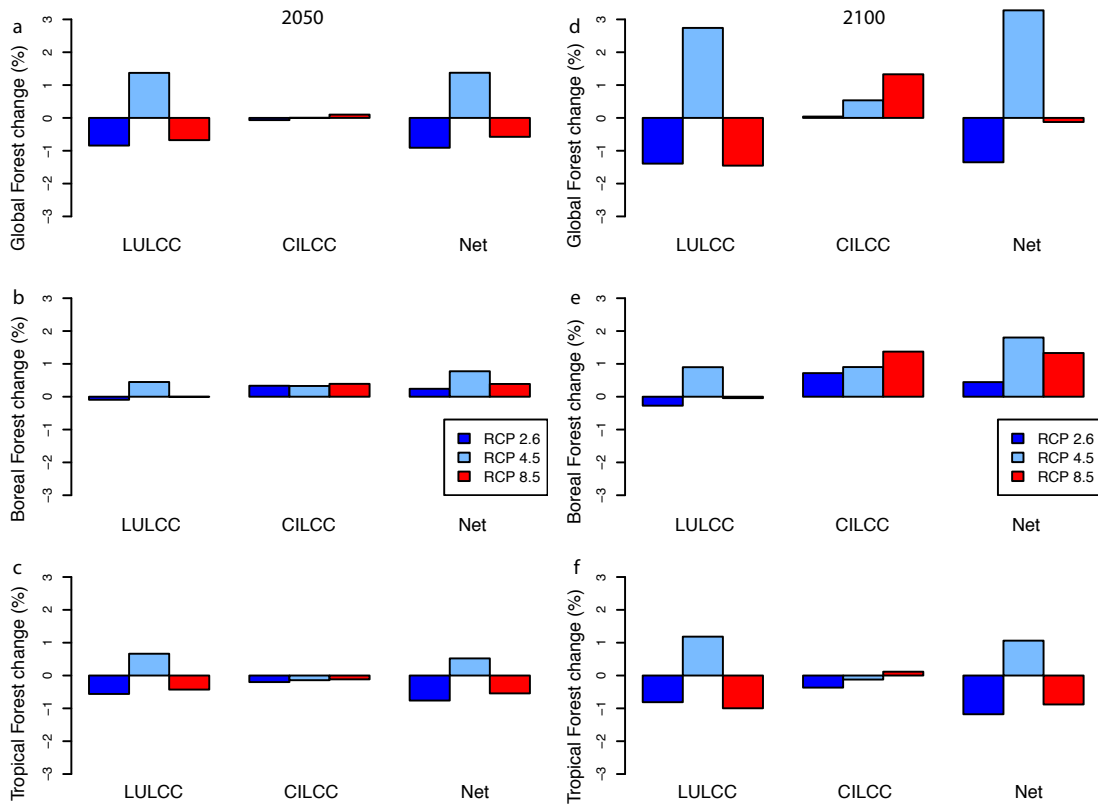 a
2050
Global Forest change (%)
3
2
1
0
−1
−2
−3
LULCC
CILCC
Net
d
2100
Global Forest change (%)
3
2
1
0
−1
−2
−3
LULCC
CILCC
Net
b
Boreal Forest change (%)
3
2
1
0
−1
−2
−3
RCP 2.6
RCP 4.5
RCP 8.5
LULCC
CILCC
Net
e
Boreal Forest change (%)
3
2
1
0
−1
−2
−3
RCP 2.6
RCP 4.5
RCP 8.5
LULCC
CILCC
Net
c
Tropical Forest change (%)
3
2
1
0
−1
−2
−3
LULCC
CILCC
Net
f
Tropical Forest change (%)
3
2
1
0
−1
−2
−3
LULCC
CILCC
Net